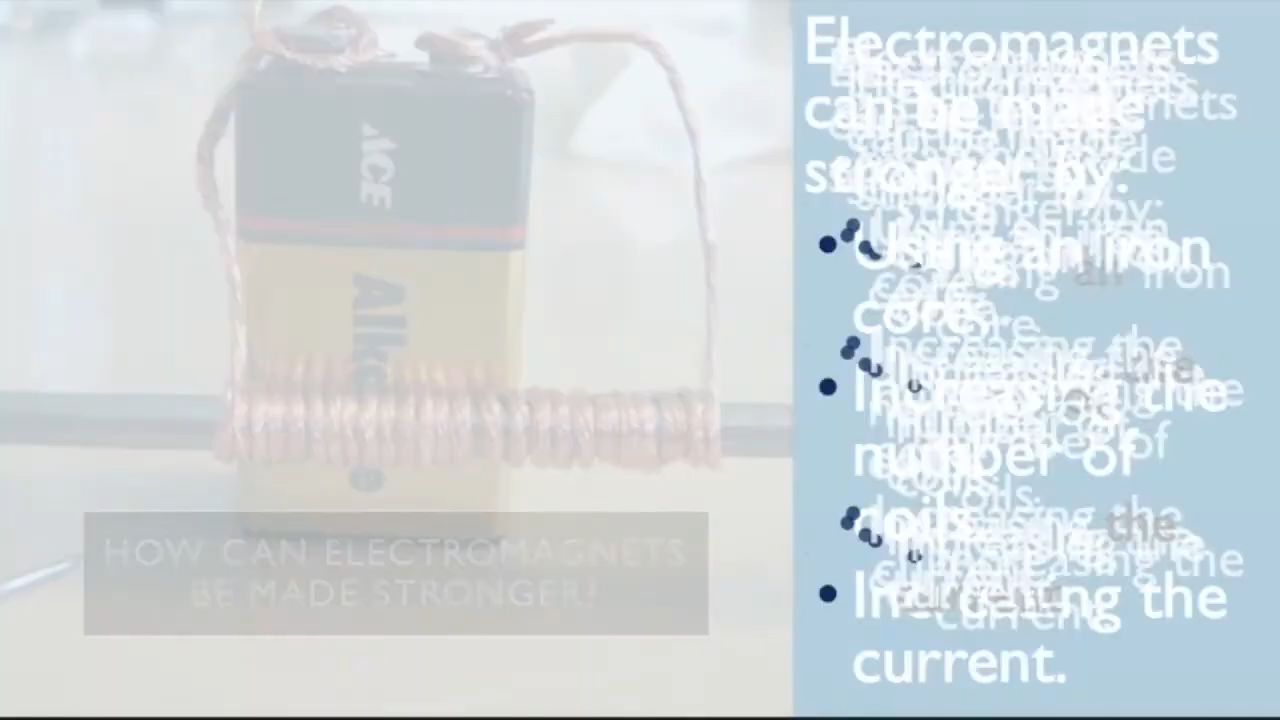 ACE
HOW CAN ELECTROMAGNETS
BE MADE STRONGER?
Electromagnets
can be made
stronger by:
Using an iron
core.
Increasing the
number of
coils.
Increasing the
current.